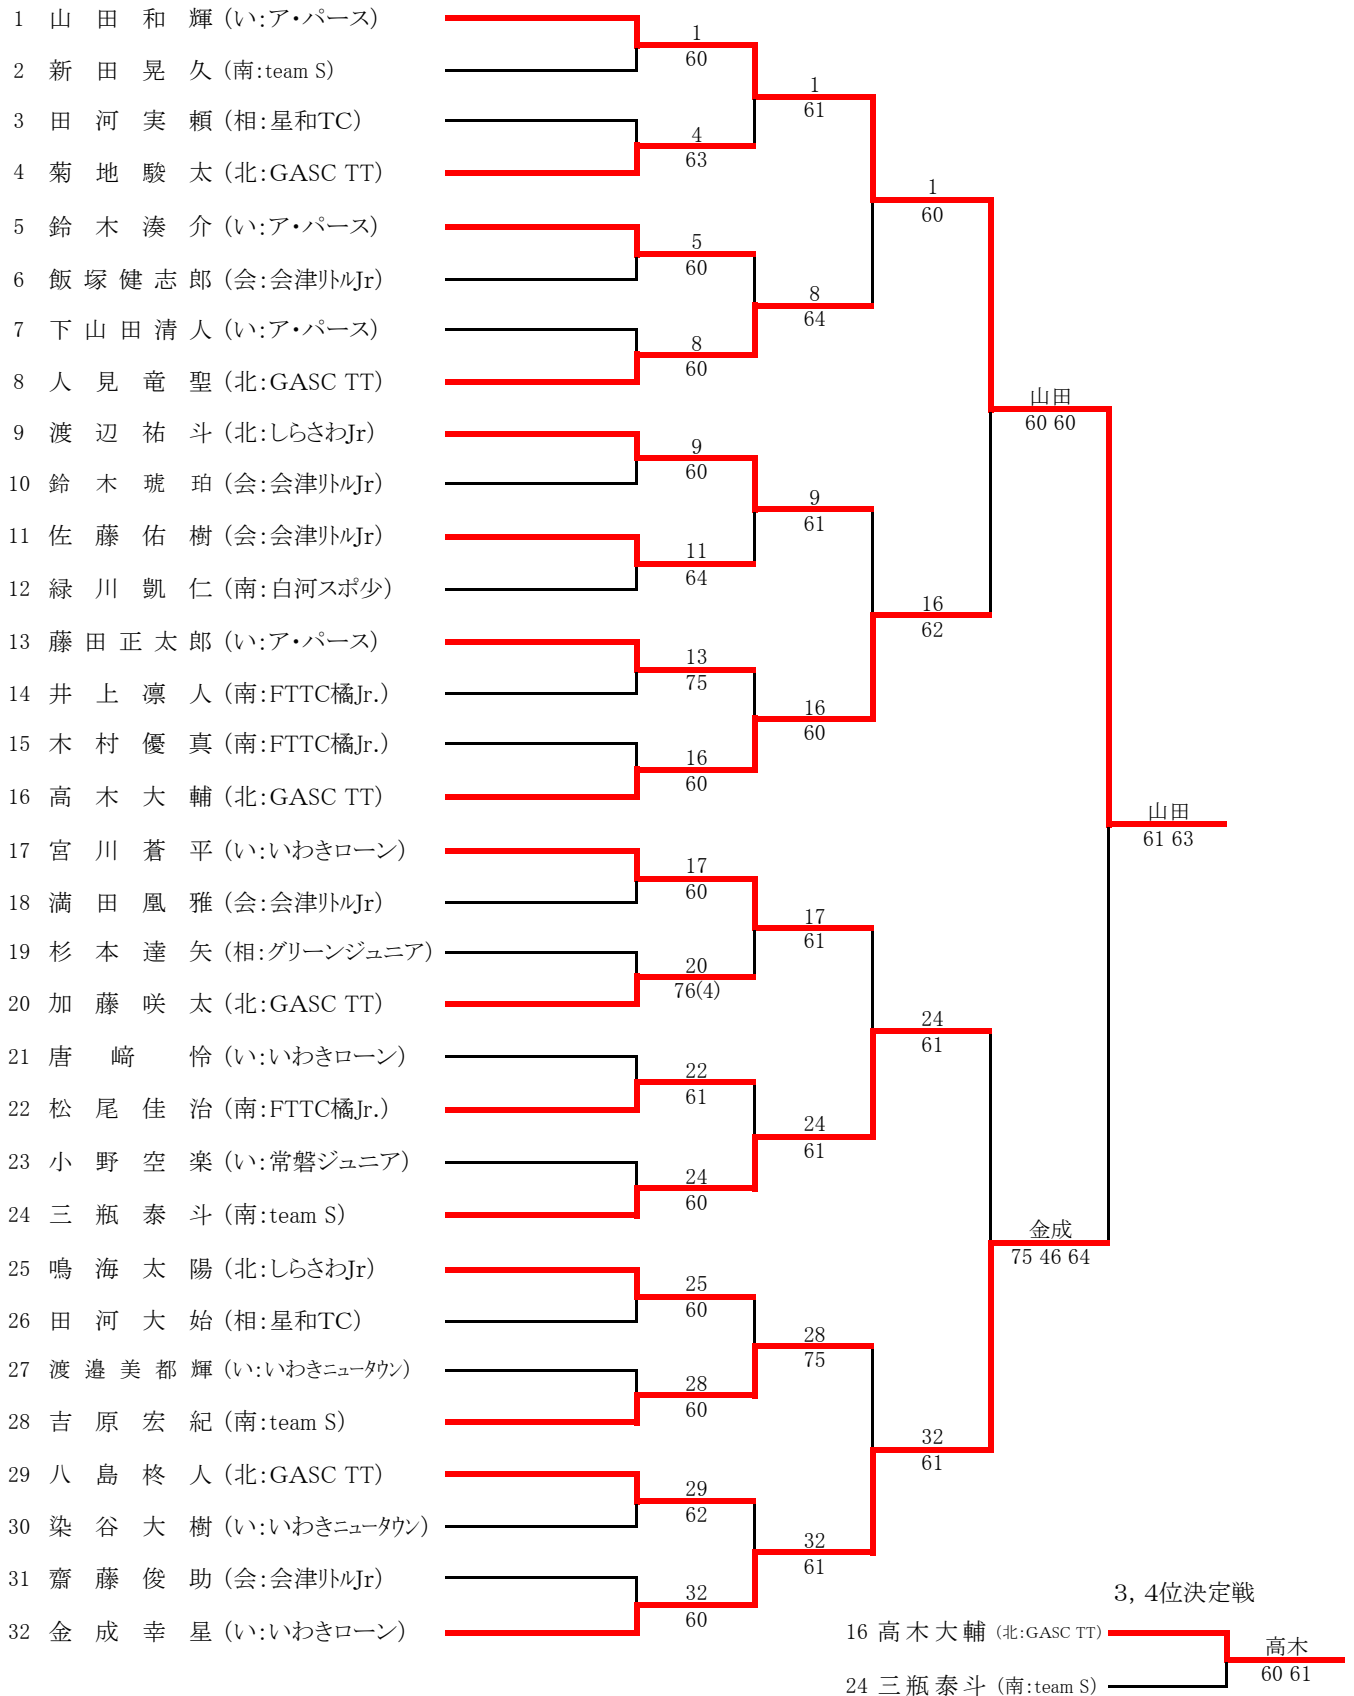 1 山田和輝 (い:ア・パース)
2 新田晃久 (南:team S)
3 田河実頼 (相:星和TC)
4 菊地駿太 (北:GASC TT)
5 鈴木湊介 (い:ア・パース)
6 飯塚健志郎 (会:会津ﾘﾄﾙJr)
7 下山田清人 (い:ア・パース)
8 人見竜聖 (北:GASC TT)
9 渡辺祐斗 (北:しらさわJr)
10 鈴木琥珀 (会:会津ﾘﾄﾙJr)
11 佐藤佑樹 (会:会津ﾘﾄﾙJr)
12 緑川凱仁 (南:白河スポ少)
13 藤田正太郎 (い:ア・パース)
14 井上凛人 (南:FTTC橘Jr.)
15 木村優真 (南:FTTC橘Jr.)
16 高木大輔 (北:GASC TT)
17 宮川蒼平 (い:いわきローン)
18 満田凰雅 (会:会津ﾘﾄﾙJr)
19 杉本達矢 (相:グリーンジュニア)
20 加藤咲太 (北:GASC TT)
21 唐﨑怜 (い:いわきローン)
22 松尾佳治 (南:FTTC橘Jr.)
23 小野空楽 (い:常磐ジュニア)
24 三瓶泰斗 (南:team S)
25 鳴海太陽 (北:しらさわJr)
26 田河大始 (相:星和TC)
27 渡邉美都輝 (い:いわきﾆｭｰﾀｳﾝ)
28 吉原宏紀 (南:team S)
29 八島柊人 (北:GASC TT)
30 染谷大樹 (い:いわきﾆｭｰﾀｳﾝ)
31 齋藤俊助 (会:会津ﾘﾄﾙJr)
32 金成幸星 (い:いわきローン)
1
60
4
63
5
60
8
60
9
60
11
64
13
75
16
60
17
60
20
76(4)
22
61
24
60
25
60
28
60
29
62
32
60
1
61
8
64
9
61
16
60
17
61
24
61
28
75
32
61
1
60
16
62
24
61
32
61
山田
60 60
金成
75 46 64
山田
61 63
3，4位決定戦
16 高木大輔 (北:GASC TT)
24 三瓶泰斗 (南:team S)
高木
60 61